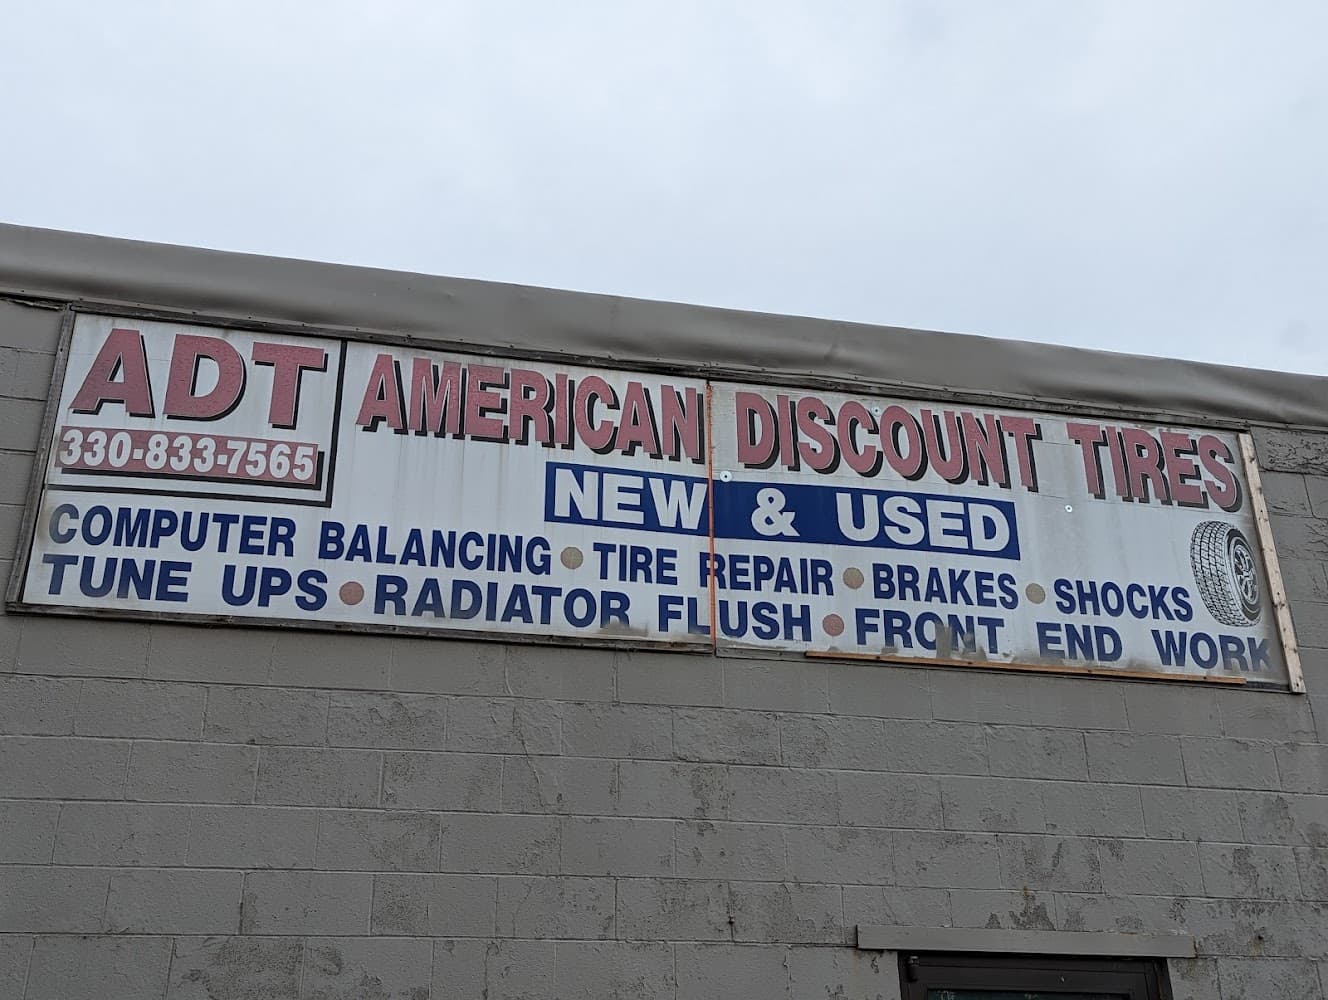 ADT
330-833-7565
AMERICAN DISCOUNT TIRES
NEW & USED
COMPUTER BALANCING • TIRE REPAIR • BRAKES • SHOCKS
TUNE UPS • RADIATOR FLUSH • FRONT END WORK